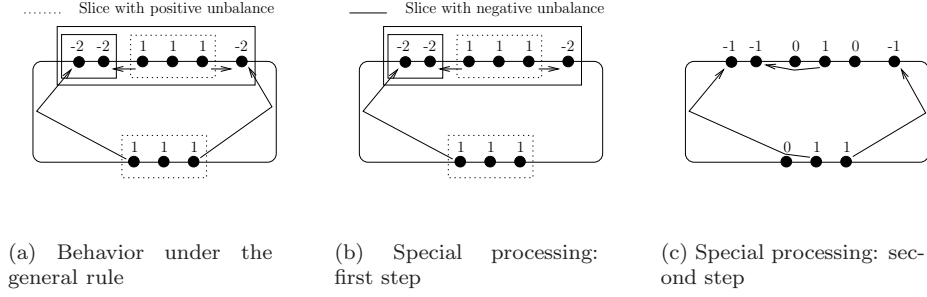 Slice with positive unbalance
Slice with negative unbalance
-2 -2 1 1 1 -2
-2 -2 1 1 1 -2
-1 -1 0 1 0 -1
1 1 1
1 1 1
0 1 1
(a) Behavior under the
general rule
(b) Special processing:
first step
(c) Special processing: sec-
ond step